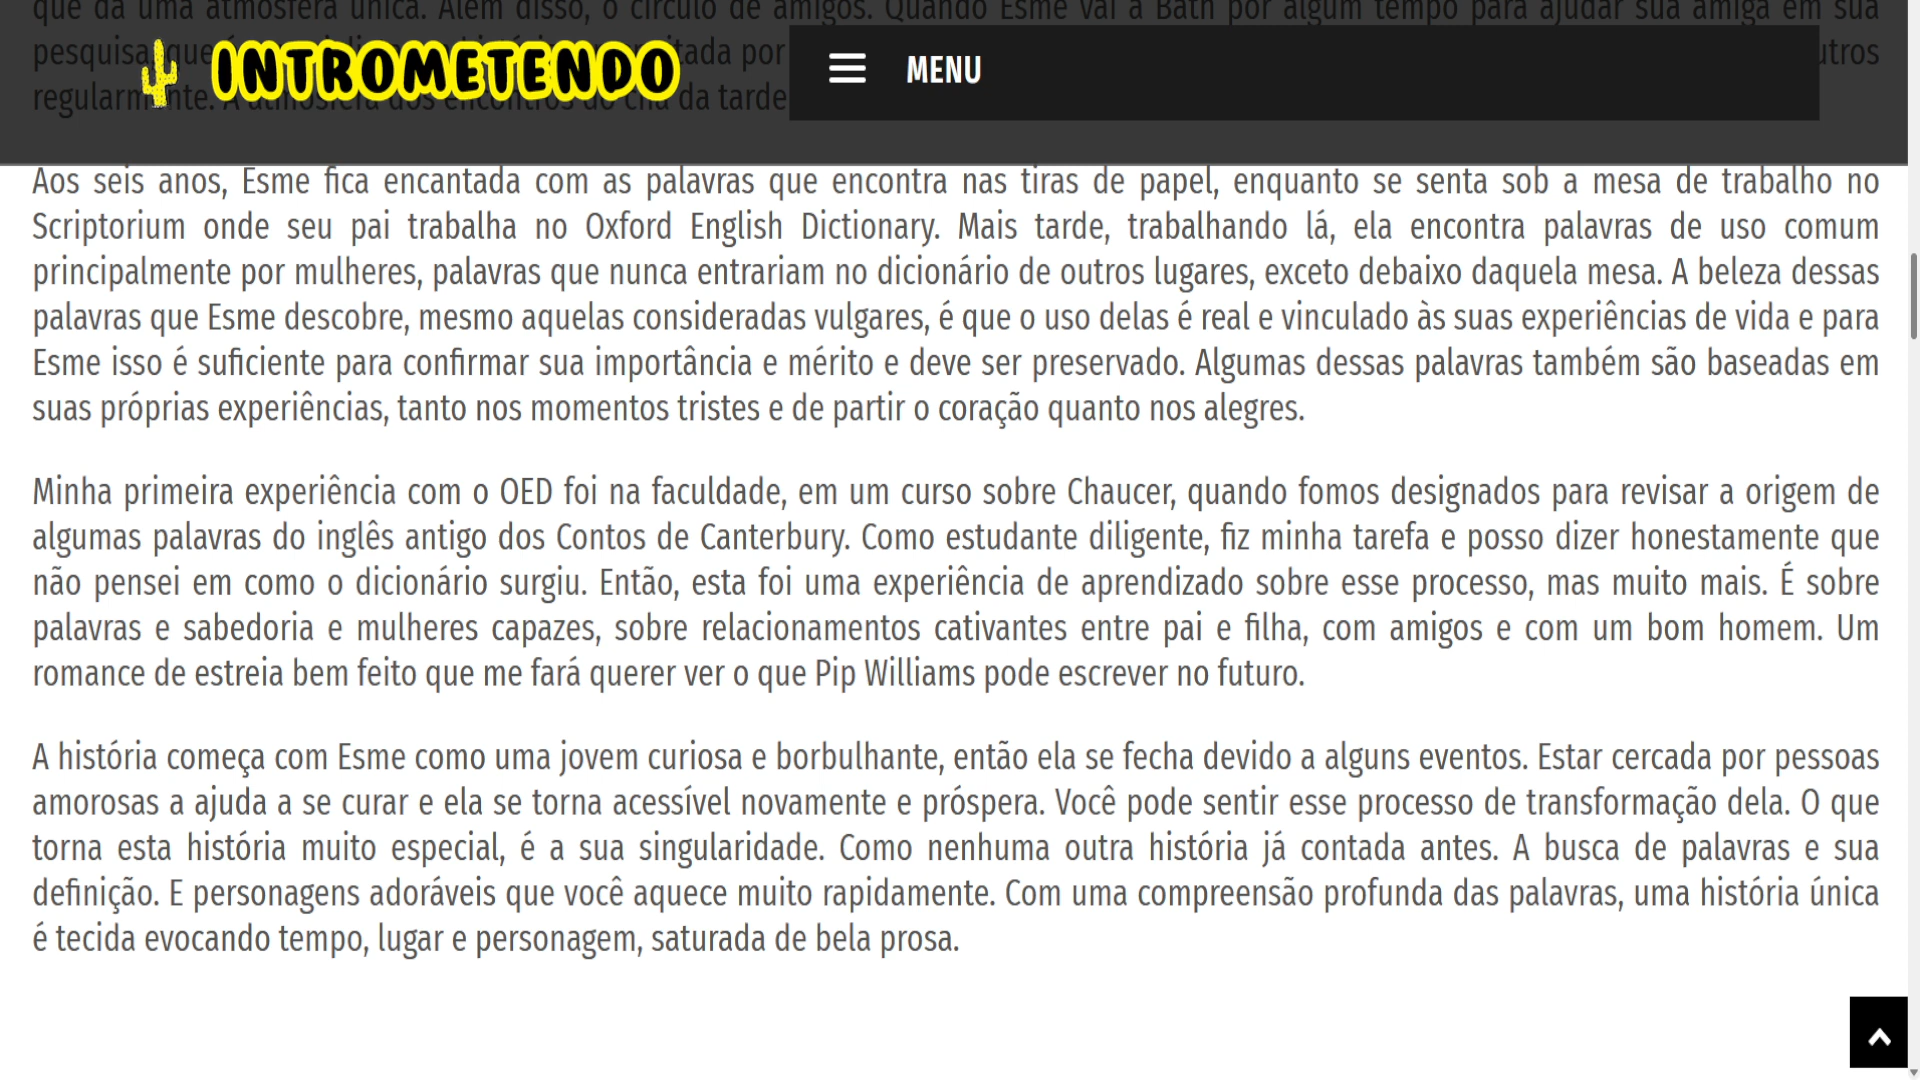 que dá uma atmosfera única. Além disso, o círculo de amigos. Quando Esme vai a Bath por algum tempo para ajudar sua amiga em sua
pesquisa, que
tada por
utros
INTROMETENDO
MENU
regularmente. A atmosfera dos encontros do chá da tarde
Aos seis anos, Esme fica encantada com as palavras que encontra nas tiras de papel, enquanto se senta sob a mesa de trabalho no
Scriptorium onde seu pai trabalha no Oxford English Dictionary. Mais tarde, trabalhando lá, ela encontra palavras de uso comum
principalmente por mulheres, palavras que nunca entrariam no dicionário de outros lugares, exceto debaixo daquela mesa. A beleza dessas
palavras que Esme descobre, mesmo aquelas consideradas vulgares, é que o uso delas é real e vinculado às suas experiências de vida e para
Esme isso é suficiente para confirmar sua importância e mérito e deve ser preservado. Algumas dessas palavras também são baseadas em
suas próprias experiências, tanto nos momentos tristes e de partir o coração quanto nos alegres.
Minha primeira experiência com o OED foi na faculdade, em um curso sobre Chaucer, quando fomos designados para revisar a origem de
algumas palavras do inglês antigo dos Contos de Canterbury. Como estudante diligente, fiz minha tarefa e posso dizer honestamente que
não pensei em como o dicionário surgiu. Então, esta foi uma experiência de aprendizado sobre esse processo, mas muito mais. É sobre
palavras e sabedoria e mulheres capazes, sobre relacionamentos cativantes entre pai e filha, com amigos e com um bom homem. Um
romance de estreia bem feito que me fará querer ver o que Pip Williams pode escrever no futuro.
A história começa com Esme como uma jovem curiosa e borbulhante, então ela se fecha devido a alguns eventos. Estar cercada por pessoas
amorosas a ajuda a se curar e ela se torna acessível novamente e próspera. Você pode sentir esse processo de transformação dela. O que
torna esta história muito especial, é a sua singularidade. Como nenhuma outra história já contada antes. A busca de palavras e sua
definição. E personagens adoráveis que você aquece muito rapidamente. Com uma compreensão profunda das palavras, uma história única
é tecida evocando tempo, lugar e personagem, saturada de bela prosa.